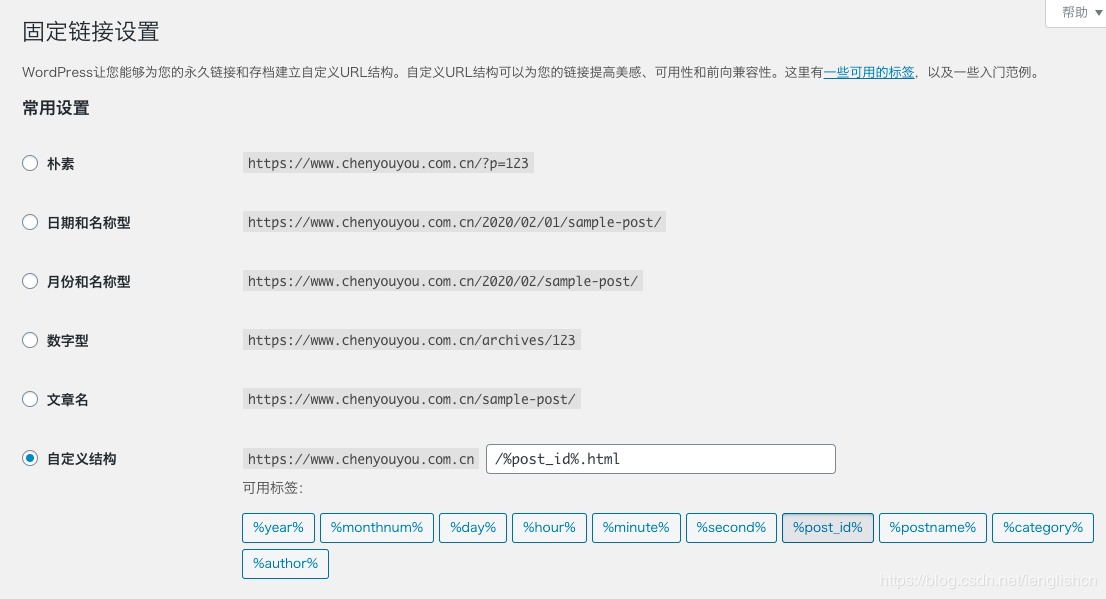 帮助
固定链接设置
WordPress让您能够为您的永久链接和存档建立自定义URL结构。自定义URL结构可以为您的链接提高美感、可用性和前向兼容性。这里有一些可用的标签，以及一些入门范例。
常用设置
朴素 https://www.chenyouyou.com.cn/?p=123
日期和名称型 https://www.chenyouyou.com.cn/2020/02/01/sample-post/
月份和名称型 https://www.chenyouyou.com.cn/2020/02/sample-post/
数字型 https://www.chenyouyou.com.cn/archives/123
文章名 https://www.chenyouyou.com.cn/sample-post/
自定义结构 https://www.chenyouyou.com.cn /%post_id%.html
可用标签：
%year% %monthnum% %day% %hour% %minute% %second% %post_id% %postname% %category%
%author%
https://blog.csdn.net/ienglishcn